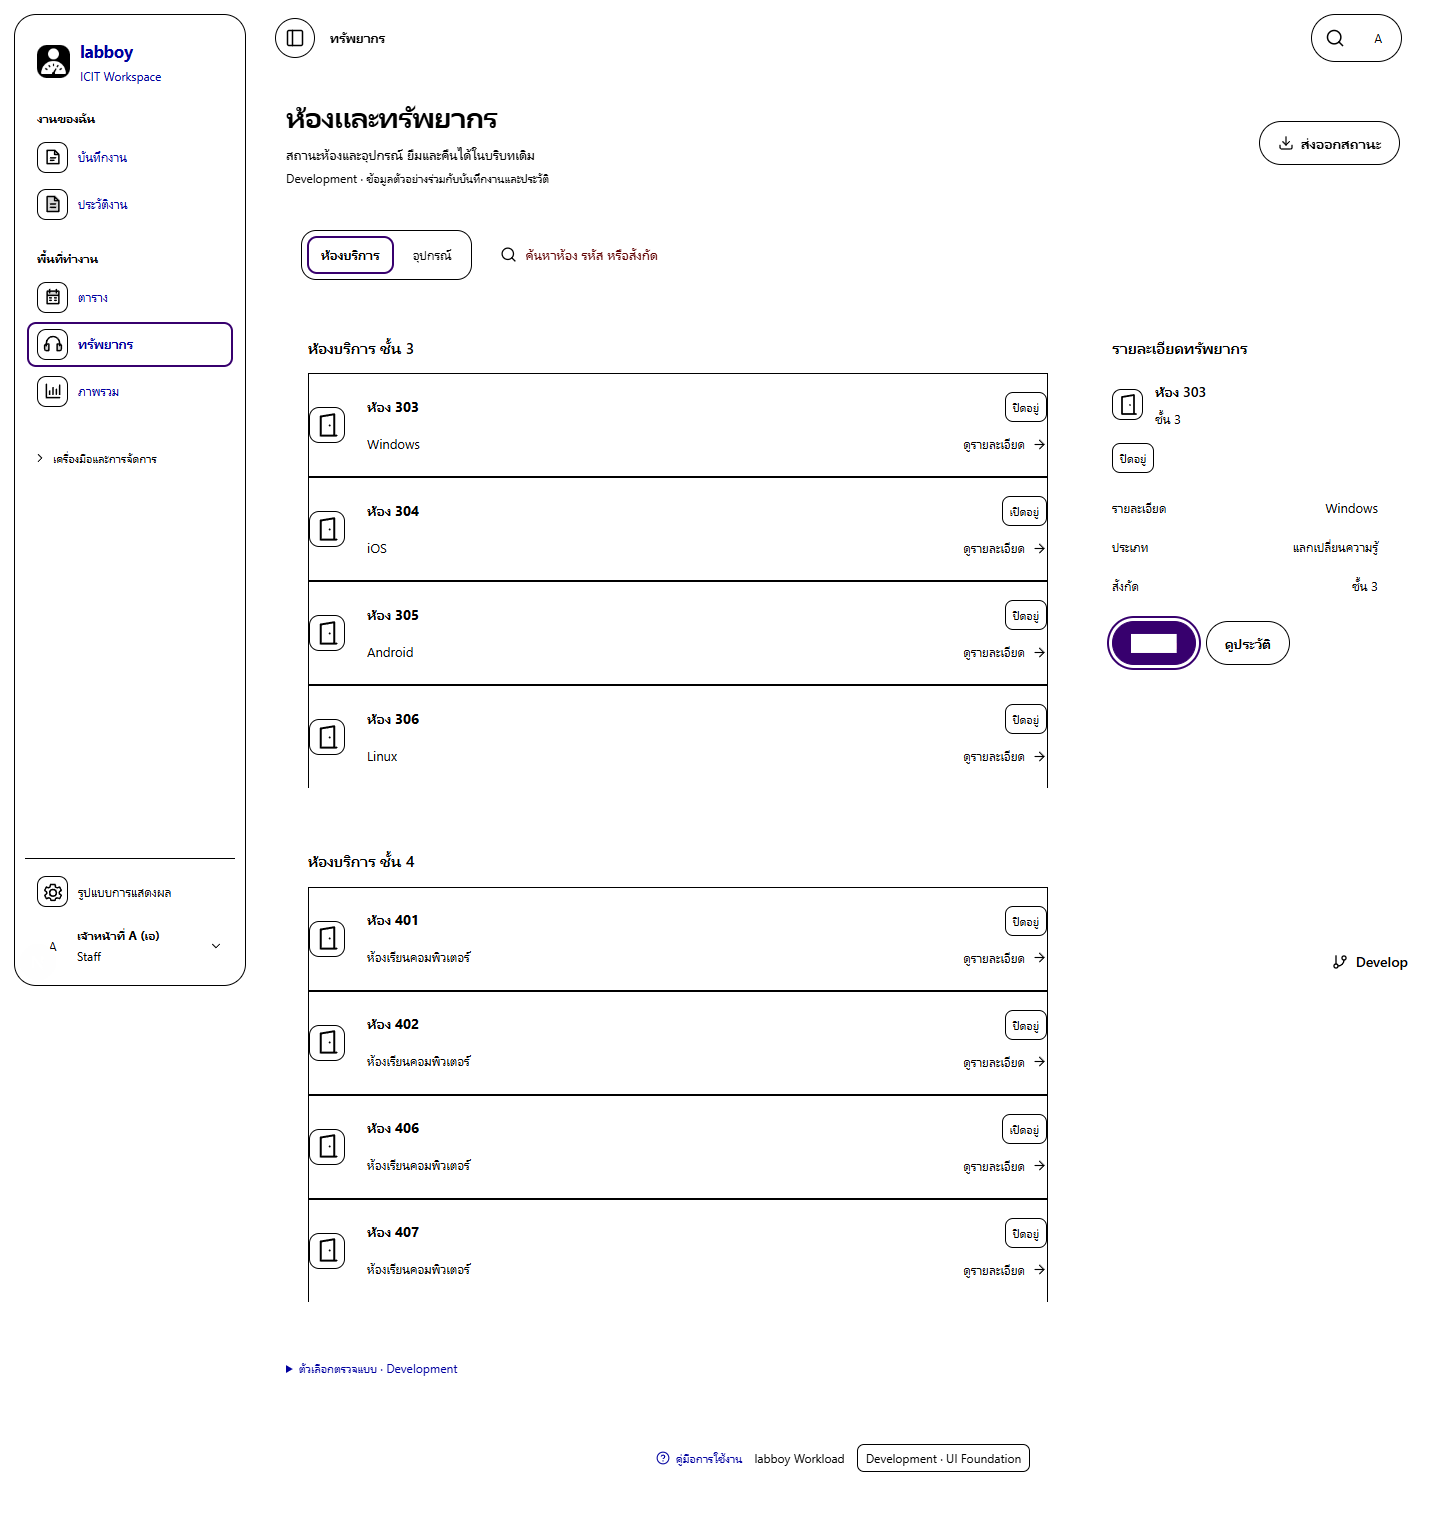 labboy
ICIT Workspace
งานของฉัน
บันทึกงาน
ประวัติงาน
พื้นที่ทำงาน
ตาราง
ทรัพยากร
ภาพรวม
เครื่องมือและการจัดการ
รูปแบบการแสดงผล
A
เจ้าหน้าที่ A (เอ)
Staff
ทรัพยากร
A
ห้องและทรัพยากร
สถานะห้องและอุปกรณ์ ยืมและคืนได้ในบริบทเดิม
Development · ข้อมูลตัวอย่างร่วมกับบันทึกงานและประวัติ
ส่งออกสถานะ
ห้องบริการ
อุปกรณ์
ค้นหาห้อง รหัส หรือสังกัด
ห้องบริการ ชั้น 3
ห้อง 303
ปิดอยู่
Windows
ดูรายละเอียด
ห้อง 304
เปิดอยู่
iOS
ดูรายละเอียด
ห้อง 305
ปิดอยู่
Android
ดูรายละเอียด
ห้อง 306
ปิดอยู่
Linux
ดูรายละเอียด
ห้องบริการ ชั้น 4
ห้อง 401
ปิดอยู่
ห้องเรียนคอมพิวเตอร์
ดูรายละเอียด
ห้อง 402
ปิดอยู่
ห้องเรียนคอมพิวเตอร์
ดูรายละเอียด
ห้อง 406
เปิดอยู่
ห้องเรียนคอมพิวเตอร์
ดูรายละเอียด
ห้อง 407
ปิดอยู่
ห้องเรียนคอมพิวเตอร์
ดูรายละเอียด
รายละเอียดทรัพยากร
ห้อง 303
ชั้น 3
ปิดอยู่
รายละเอียด
Windows
ประเภท
แลกเปลี่ยนความรู้
สังกัด
ชั้น 3
ดูประวัติ
Develop
ตัวเลือกตรวจแบบ · Development
คู่มือการใช้งาน
labboy Workload
Development · UI Foundation